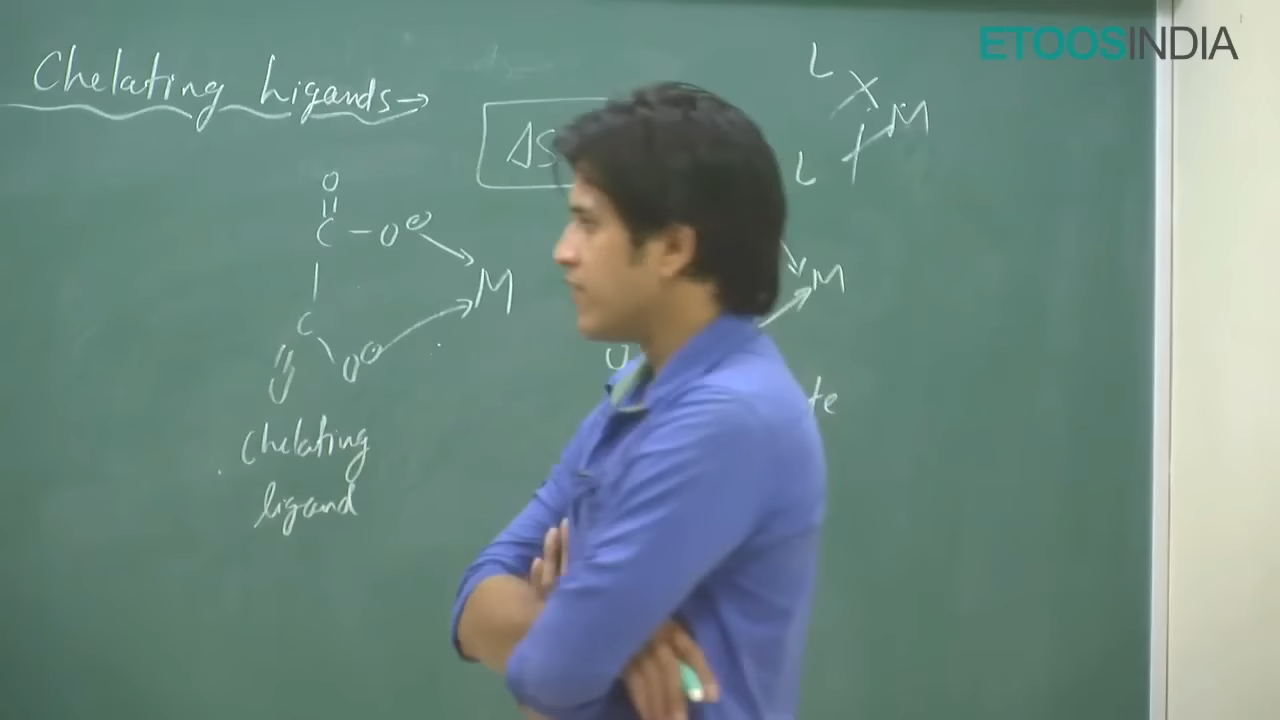 ETOOSINDIA
Chelating Ligands→
ΔS
L
M
L
O
C - O⊖
M
C
O⊖
O
Chelating
ligand
M
O
te